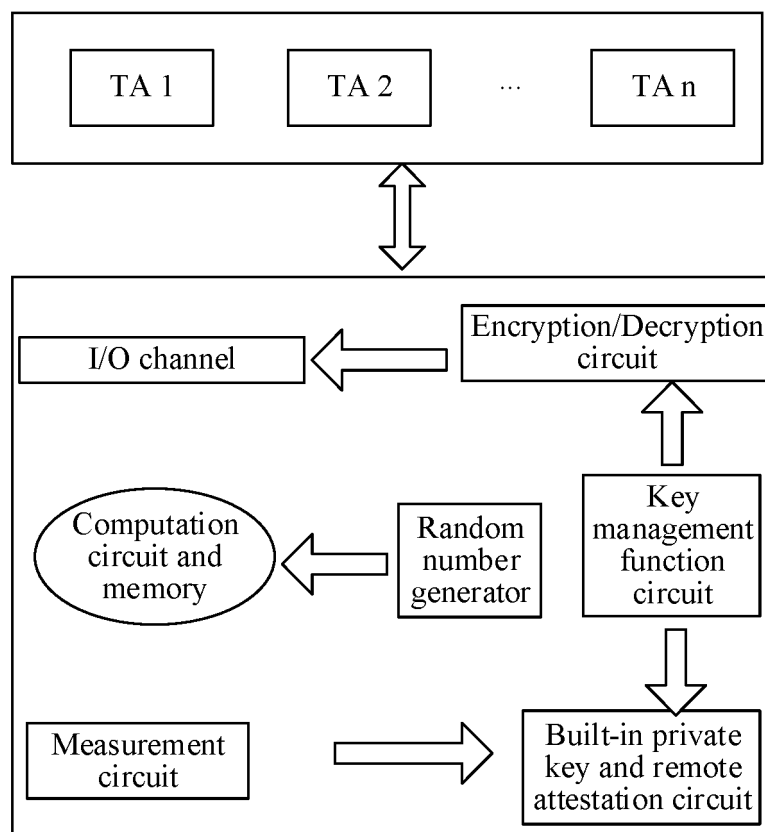 TA 1
TA 2
...
TA n
Encryption/Decryption
circuit
I/O channel
Computation
circuit and
memory
Random
number
generator
Key
management
function
circuit
Measurement
circuit
Built-in private
key and remote
attestation circuit